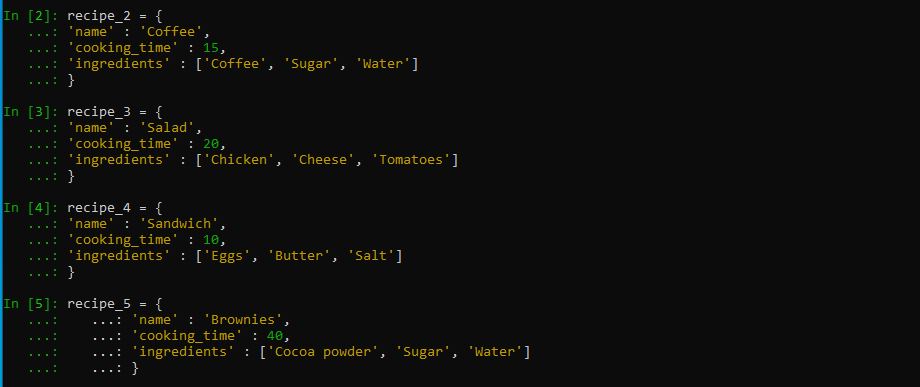 In [2]: recipe_2 = {
   ...: 'name' : 'Coffee',
   ...: 'cooking_time' : 15,
   ...: 'ingredients' : ['Coffee', 'Sugar', 'Water']
   ...: }
In [3]: recipe_3 = {
   ...: 'name' : 'Salad',
   ...: 'cooking_time' : 20,
   ...: 'ingredients' : ['Chicken', 'Cheese', 'Tomatoes']
   ...: }
In [4]: recipe_4 = {
   ...: 'name' : 'Sandwich',
   ...: 'cooking_time' : 10,
   ...: 'ingredients' : ['Eggs', 'Butter', 'Salt']
   ...: }
In [5]: recipe_5 = {
   ...:    ...: 'name' : 'Brownies',
   ...:    ...: 'cooking_time' : 40,
   ...:    ...: 'ingredients' : ['Cocoa powder', 'Sugar', 'Water']
   ...:    ...: }